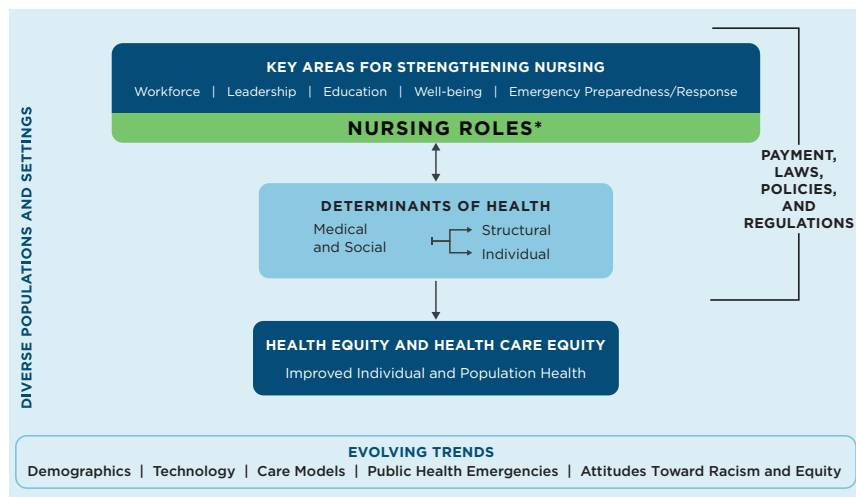 DIVERSE POPULATIONS AND SETTINGS
KEY AREAS FOR STRENGTHENING NURSING
Workforce | Leadership | Education | Well-being | Emergency Preparedness/Response
NURSING ROLES*
PAYMENT,
LAWS,
POLICIES,
AND
REGULATIONS
DETERMINANTS OF HEALTH
Medical
and Social
Structural
Individual
HEALTH EQUITY AND HEALTH CARE EQUITY
Improved Individual and Population Health
EVOLVING TRENDS
Demographics | Technology | Care Models | Public Health Emergencies | Attitudes Toward Racism and Equity